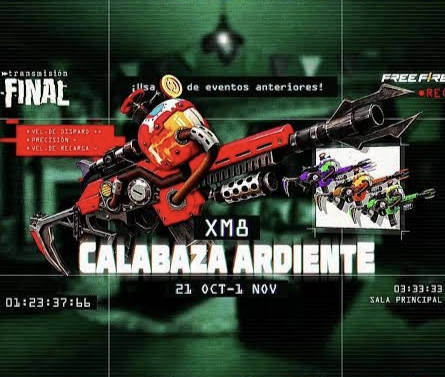 transmisión
FINAL
¡Usa de eventos anteriores!
FREE FIRE
REC
• VEL.DE DISPARO ++
• PRECISIÓN -
• VEL.DE RECARGA -
XM8
CALABAZA ARDIENTE
21 OCT-1 NOV
01:23:37:66
03:33:33
SALA PRINCIPAL